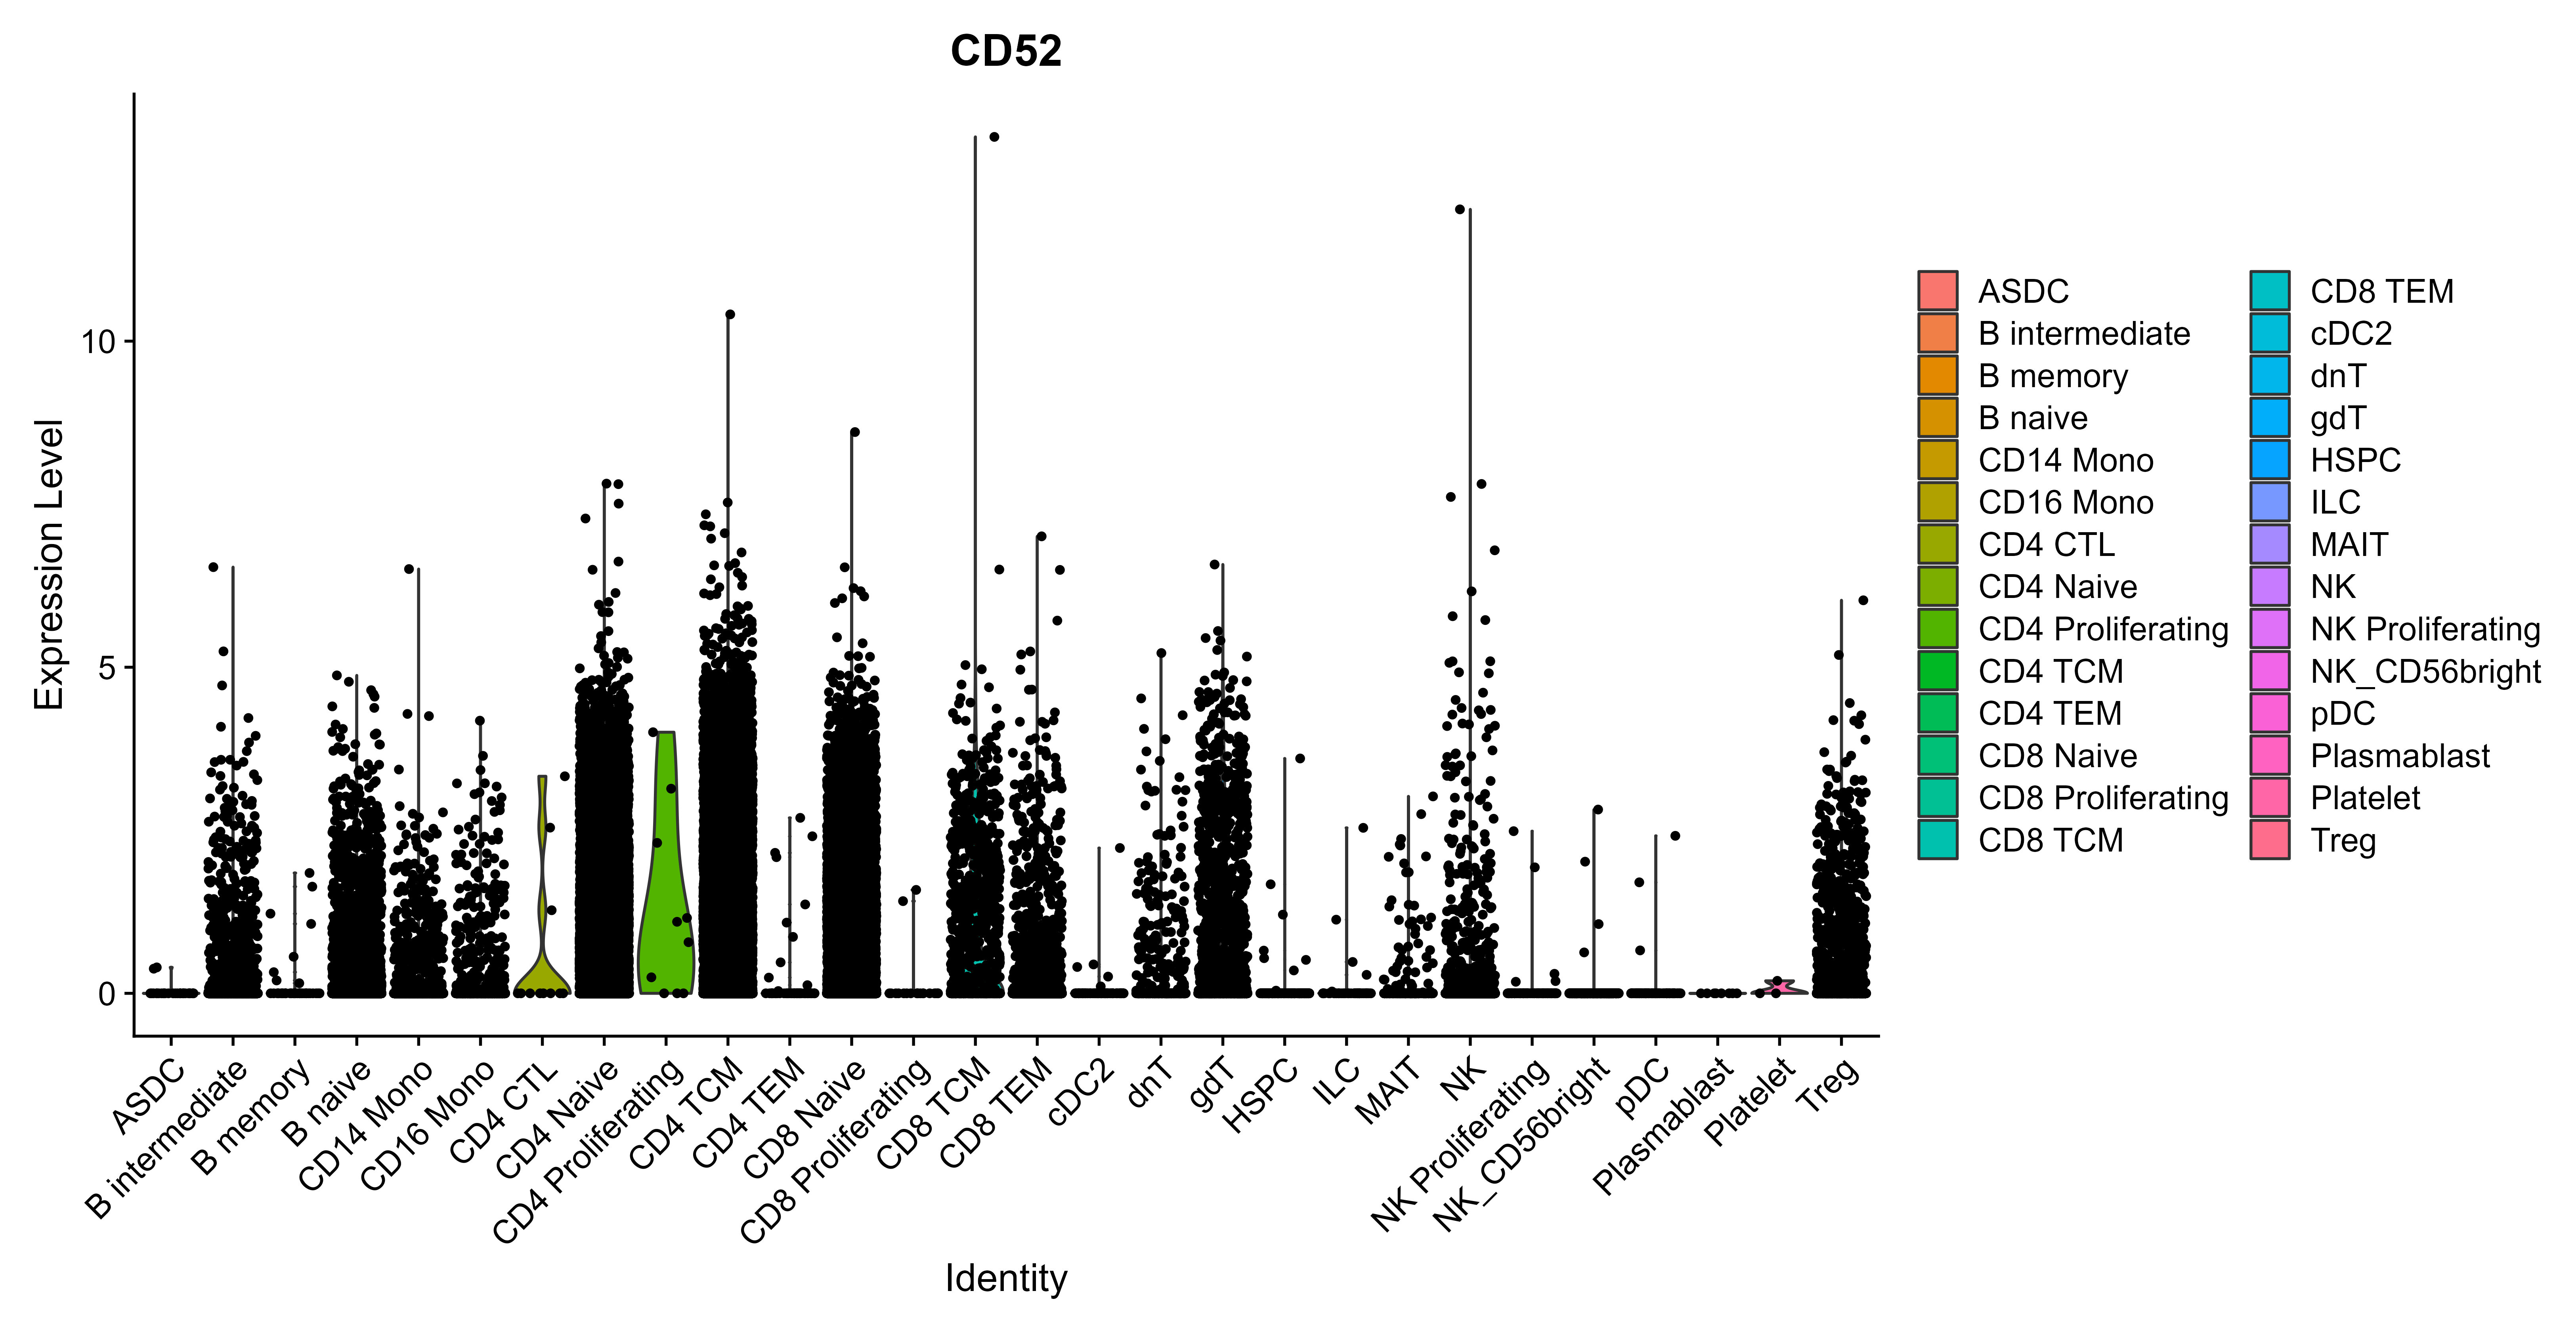 CD52
Expression Level
10
5
0
ASDC
B intermediate
B memory
B naive
CD14 Mono
CD16 Mono
CD4 CTL
CD4 Naive
CD4 Proliferating
CD4 TCM
CD4 TEM
CD8 Naive
CD8 Proliferating
CD8 TCM
CD8 TEM
cDC2
dnT
gdT
HSPC
ILC
MAIT
NK
NK Proliferating
NK_CD56bright
pDC
Plasmablast
Platelet
Treg
Identity
ASDC
B intermediate
B memory
B naive
CD14 Mono
CD16 Mono
CD4 CTL
CD4 Naive
CD4 Proliferating
CD4 TCM
CD4 TEM
CD8 Naive
CD8 Proliferating
CD8 TCM
CD8 TEM
cDC2
dnT
gdT
HSPC
ILC
MAIT
NK
NK Proliferating
NK_CD56bright
pDC
Plasmablast
Platelet
Treg